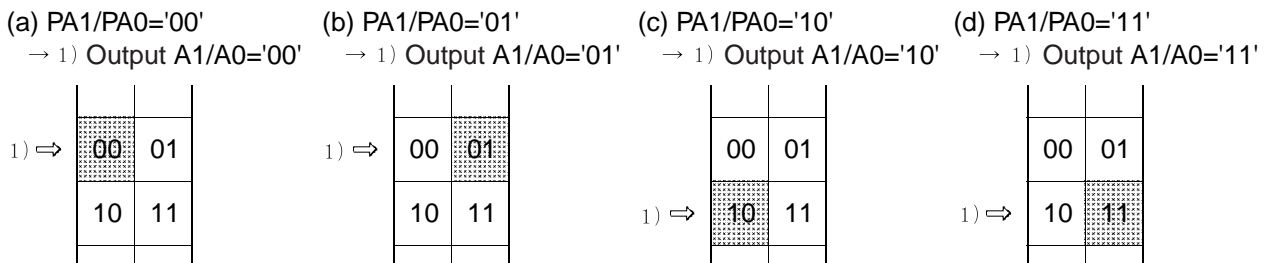 (a) PA1/PA0='00' (b) PA1/PA0='01' (c) PA1/PA0='10' (d) PA1/PA0='11'
→ 1) Output A1/A0='00' → 1) Output A1/A0='01' → 1) Output A1/A0='10' → 1) Output A1/A0='11'
1) ⇨ 00 01 1) ⇨ 00 01 00 01 00 01
10 11 10 11 1) ⇨ 10 11 1) ⇨ 10 11